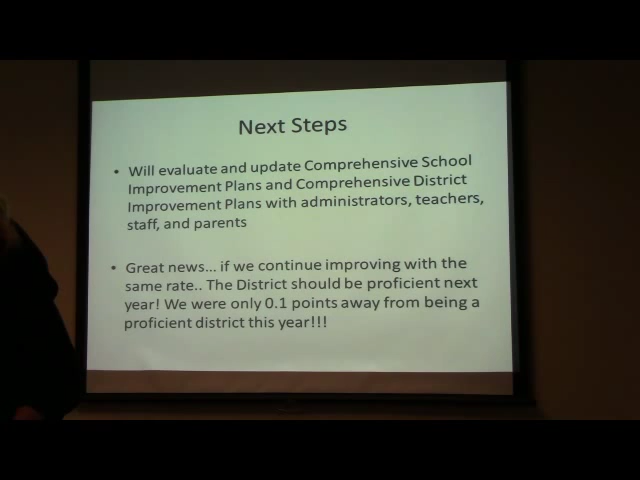 Next Steps
• Will evaluate and update Comprehensive School
Improvement Plans and Comprehensive District
Improvement Plans with administrators, teachers,
staff, and parents
• Great news... if we continue improving with the
same rate.. The District should be proficient next
year! We were only 0.1 points away from being a
proficient district this year!!!